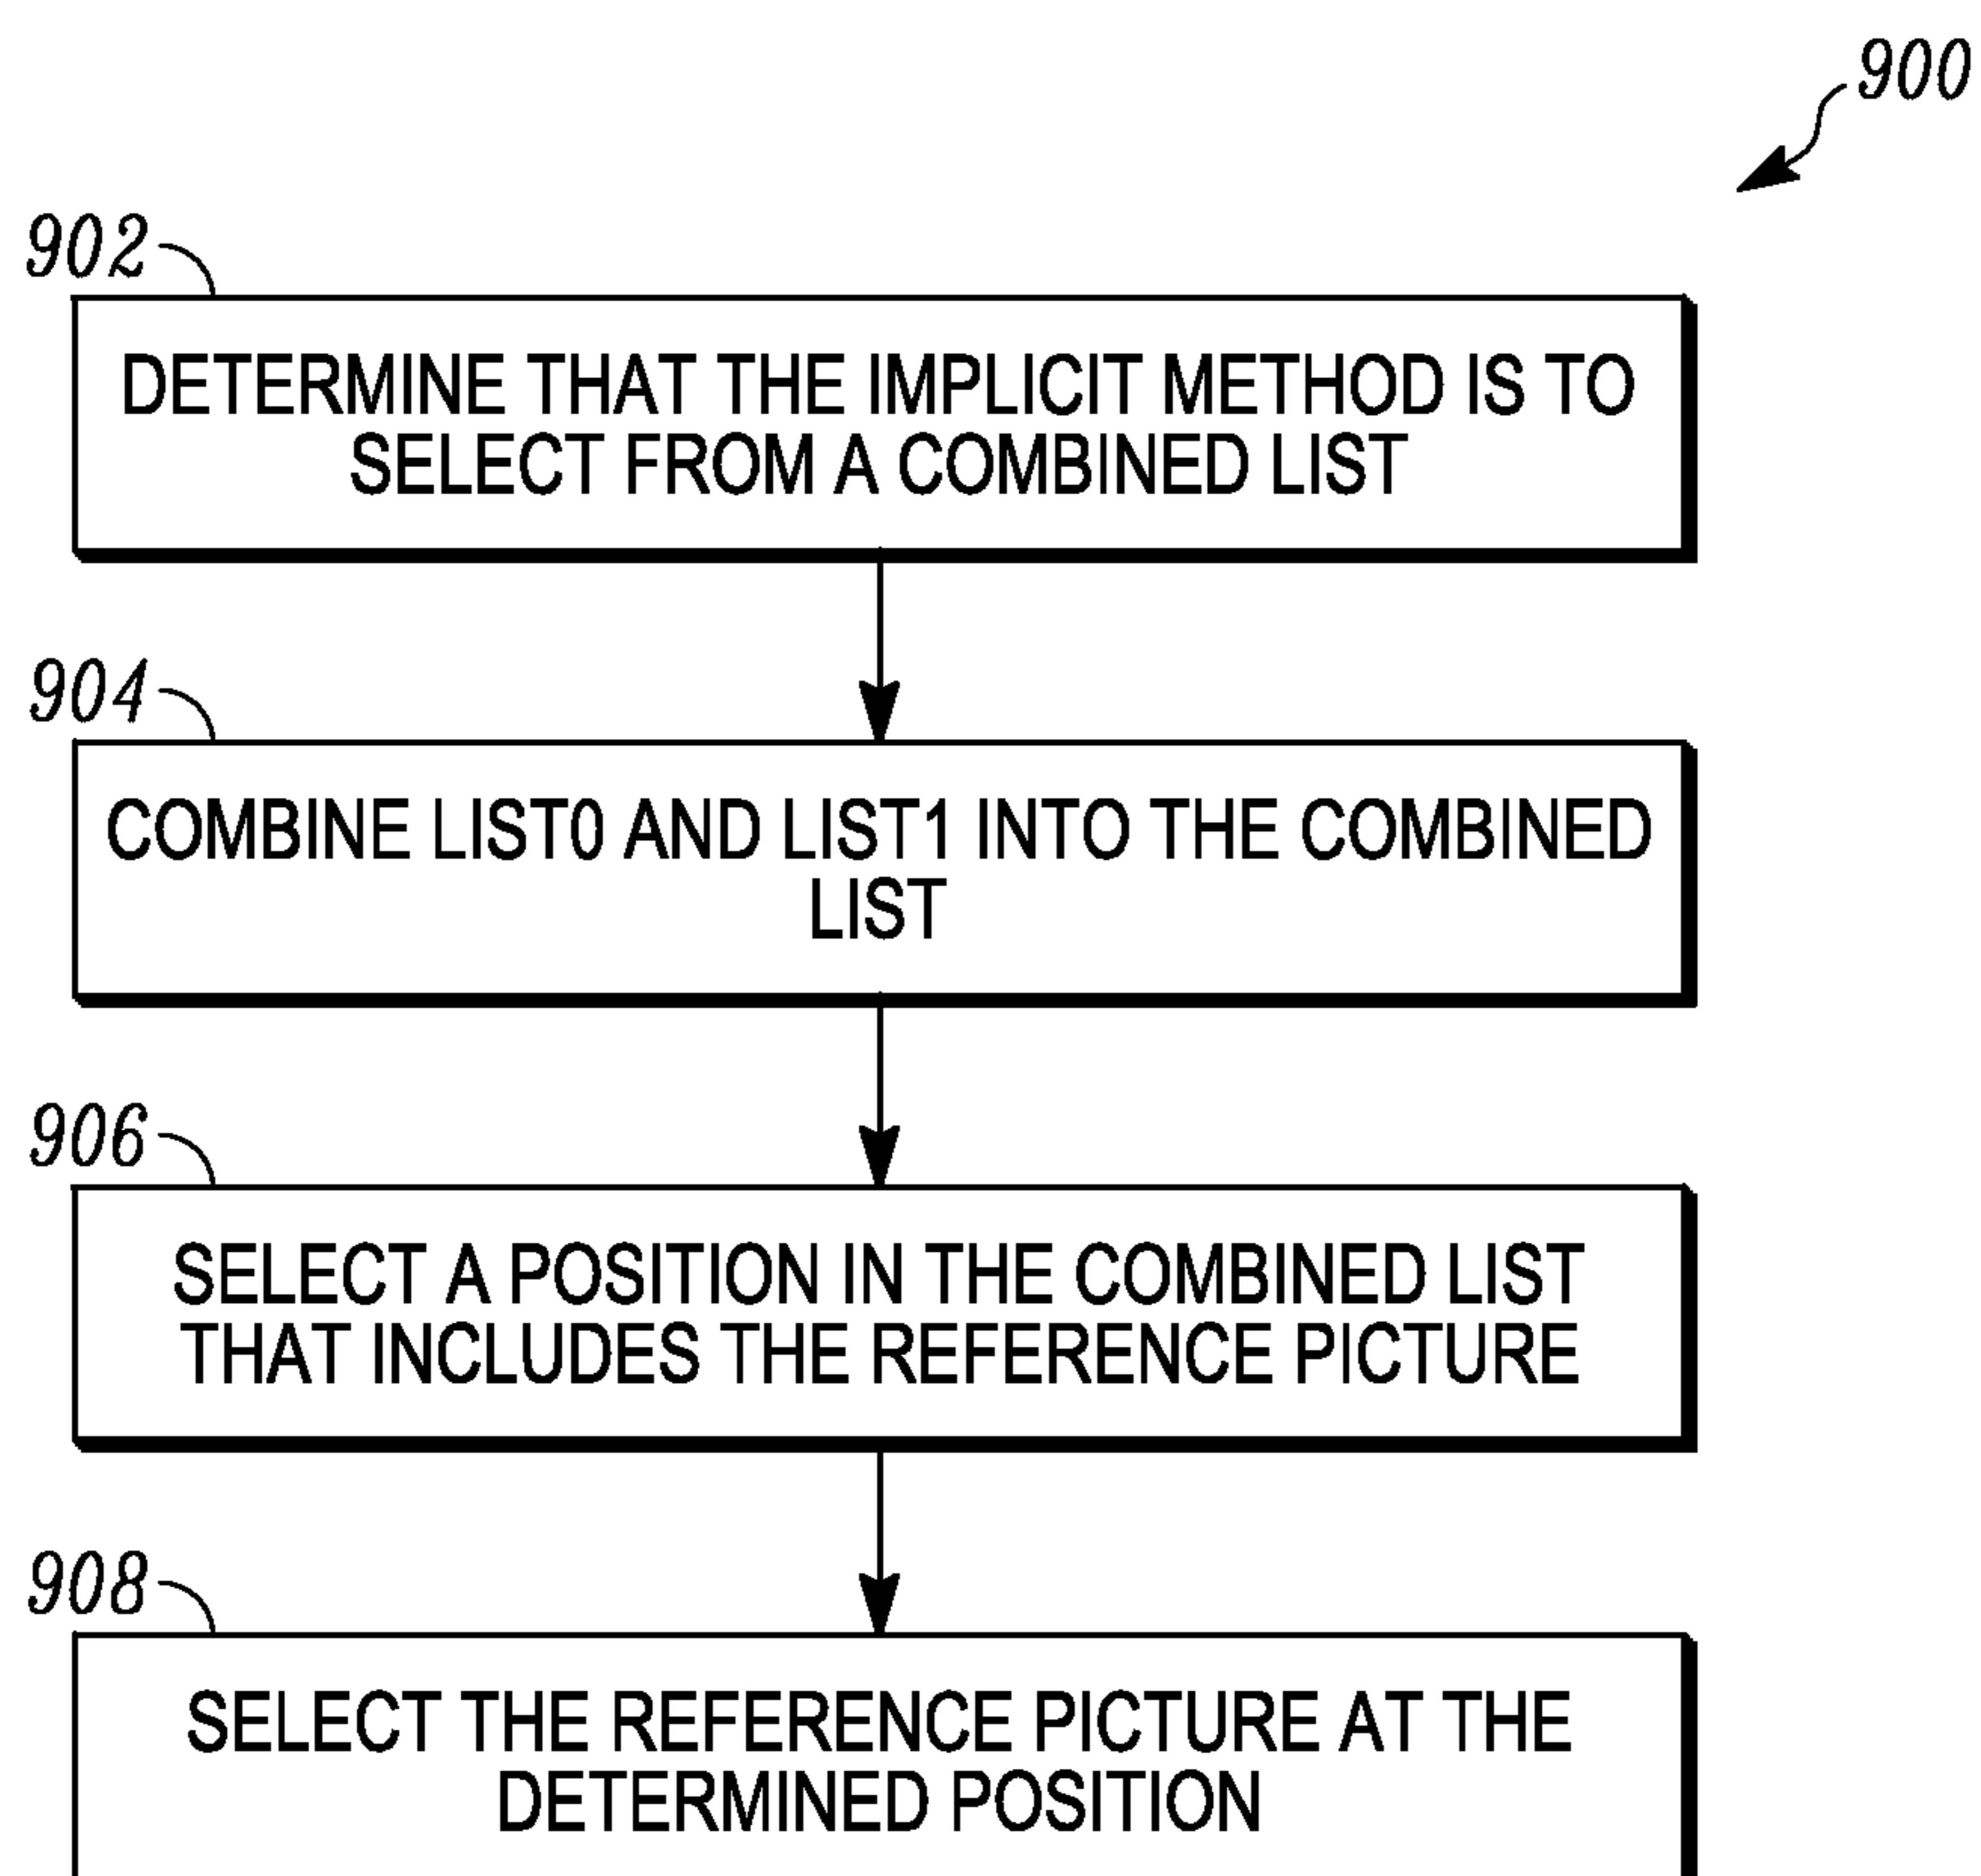 900
902
DETERMINE THAT THE IMPLICIT METHOD IS TO
SELECT FROM A COMBINED LIST
904
COMBINE LIST0 AND LIST1 INTO THE COMBINED
LIST
906
SELECT A POSITION IN THE COMBINED LIST
THAT INCLUDES THE REFERENCE PICTURE
908
SELECT THE REFERENCE PICTURE AT THE
DETERMINED POSITION